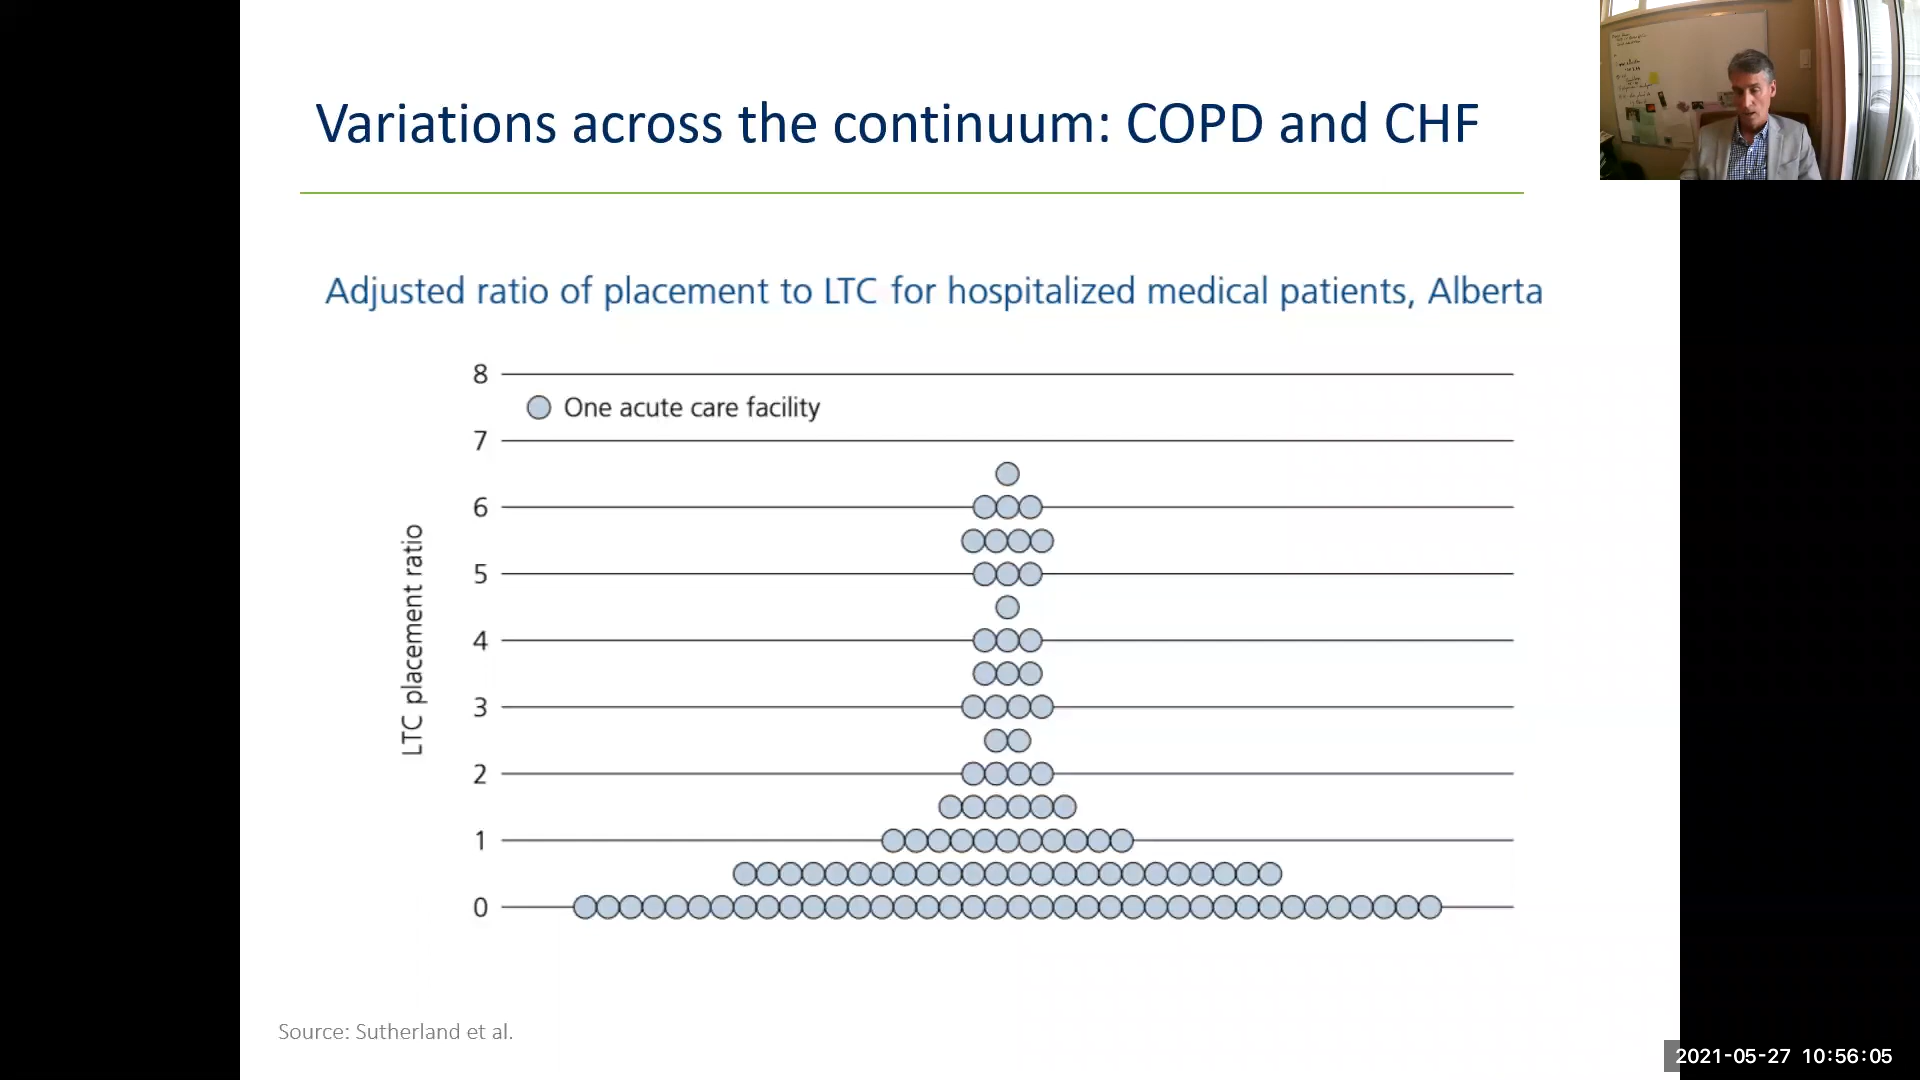 Variations across the continuum: COPD and CHF
Adjusted ratio of placement to LTC for hospitalized medical patients, Alberta
8
One acute care facility
7
6
5
4
3
2
1
0
LTC placement ratio
Source: Sutherland et al.
2021-05-27 10:56:05